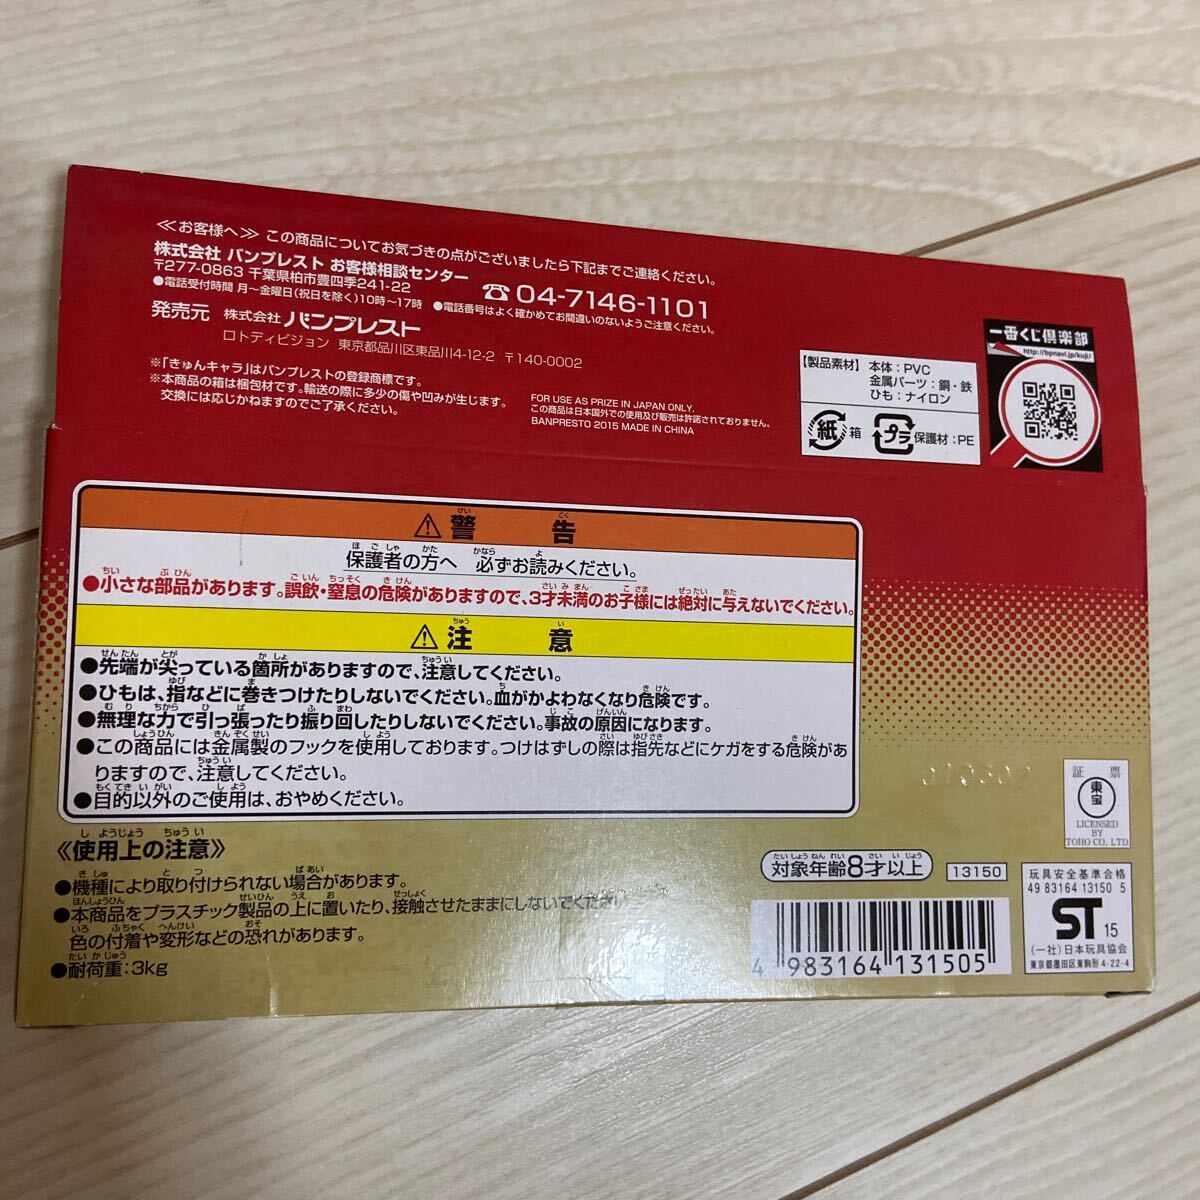 ≪お客様へ≫ この商品についてお気づきの点がございましたら下記までご連絡ください。
株式会社 バンプレスト お客様相談センター
〒277-0863 千葉県柏市豊四季241-22
☎04-7146-1101
●電話受付時間 月～金曜日(祝日を除く)10時～17時 ●電話番号はよく確かめてお間違いのないようご注意ください。
発売元 株式会社 バンプレスト
ロトディビジョン 東京都品川区東品川4-12-2 〒140-0002
※「きゅんキャラ」はバンプレストの登録商標です。
※本商品の箱は梱包材です。輸送の際に多少の傷や凹みが生じます。
交換には応じかねますのでご了承ください。
FOR USE AS PRIZE IN JAPAN ONLY.
この商品は日本国外での使用及び販売は許諾されておりません。
BANPRESTO 2015 MADE IN CHINA
【製品素材】 本体:PVC
金属パーツ:鋼・鉄
ひも:ナイロン
紙 箱 プラ 保護材:PE
一番くじ倶楽部
http://bpnavi.jp/kuji/
⚠警告
保護者の方へ 必ずお読みください。
●小さな部品があります。誤飲・窒息の危険がありますので、3才未満のお子様には絶対に与えないでください。
⚠注意
●先端が尖っている箇所がありますので、注意してください。
●ひもは、指などに巻きつけたりしないでください。血がかよわなくなり危険です。
●無理な力で引っ張ったり振り回したりしないでください。事故の原因になります。
●この商品には金属製のフックを使用しております。つけはずしの際は指先などにケガをする危険があ
りますので、注意してください。
●目的以外のご使用は、おやめください。
《使用上の注意》
●機種により取り付けられない場合があります。
●本商品をプラスチック製品の上に置いたり、接触させたままにしないでください
色の付着や変形などの恐れがあります。
●耐荷重:3kg
証 票
東宝
LICENSED
BY
TOHO CO., LTD.
対象年齢8才以上
13150
4 983164 131505
玩具安全基準合格
49 83164 13150 5
ST 15
(一社)日本玩具協会
東京都墨田区東駒形4-22-4